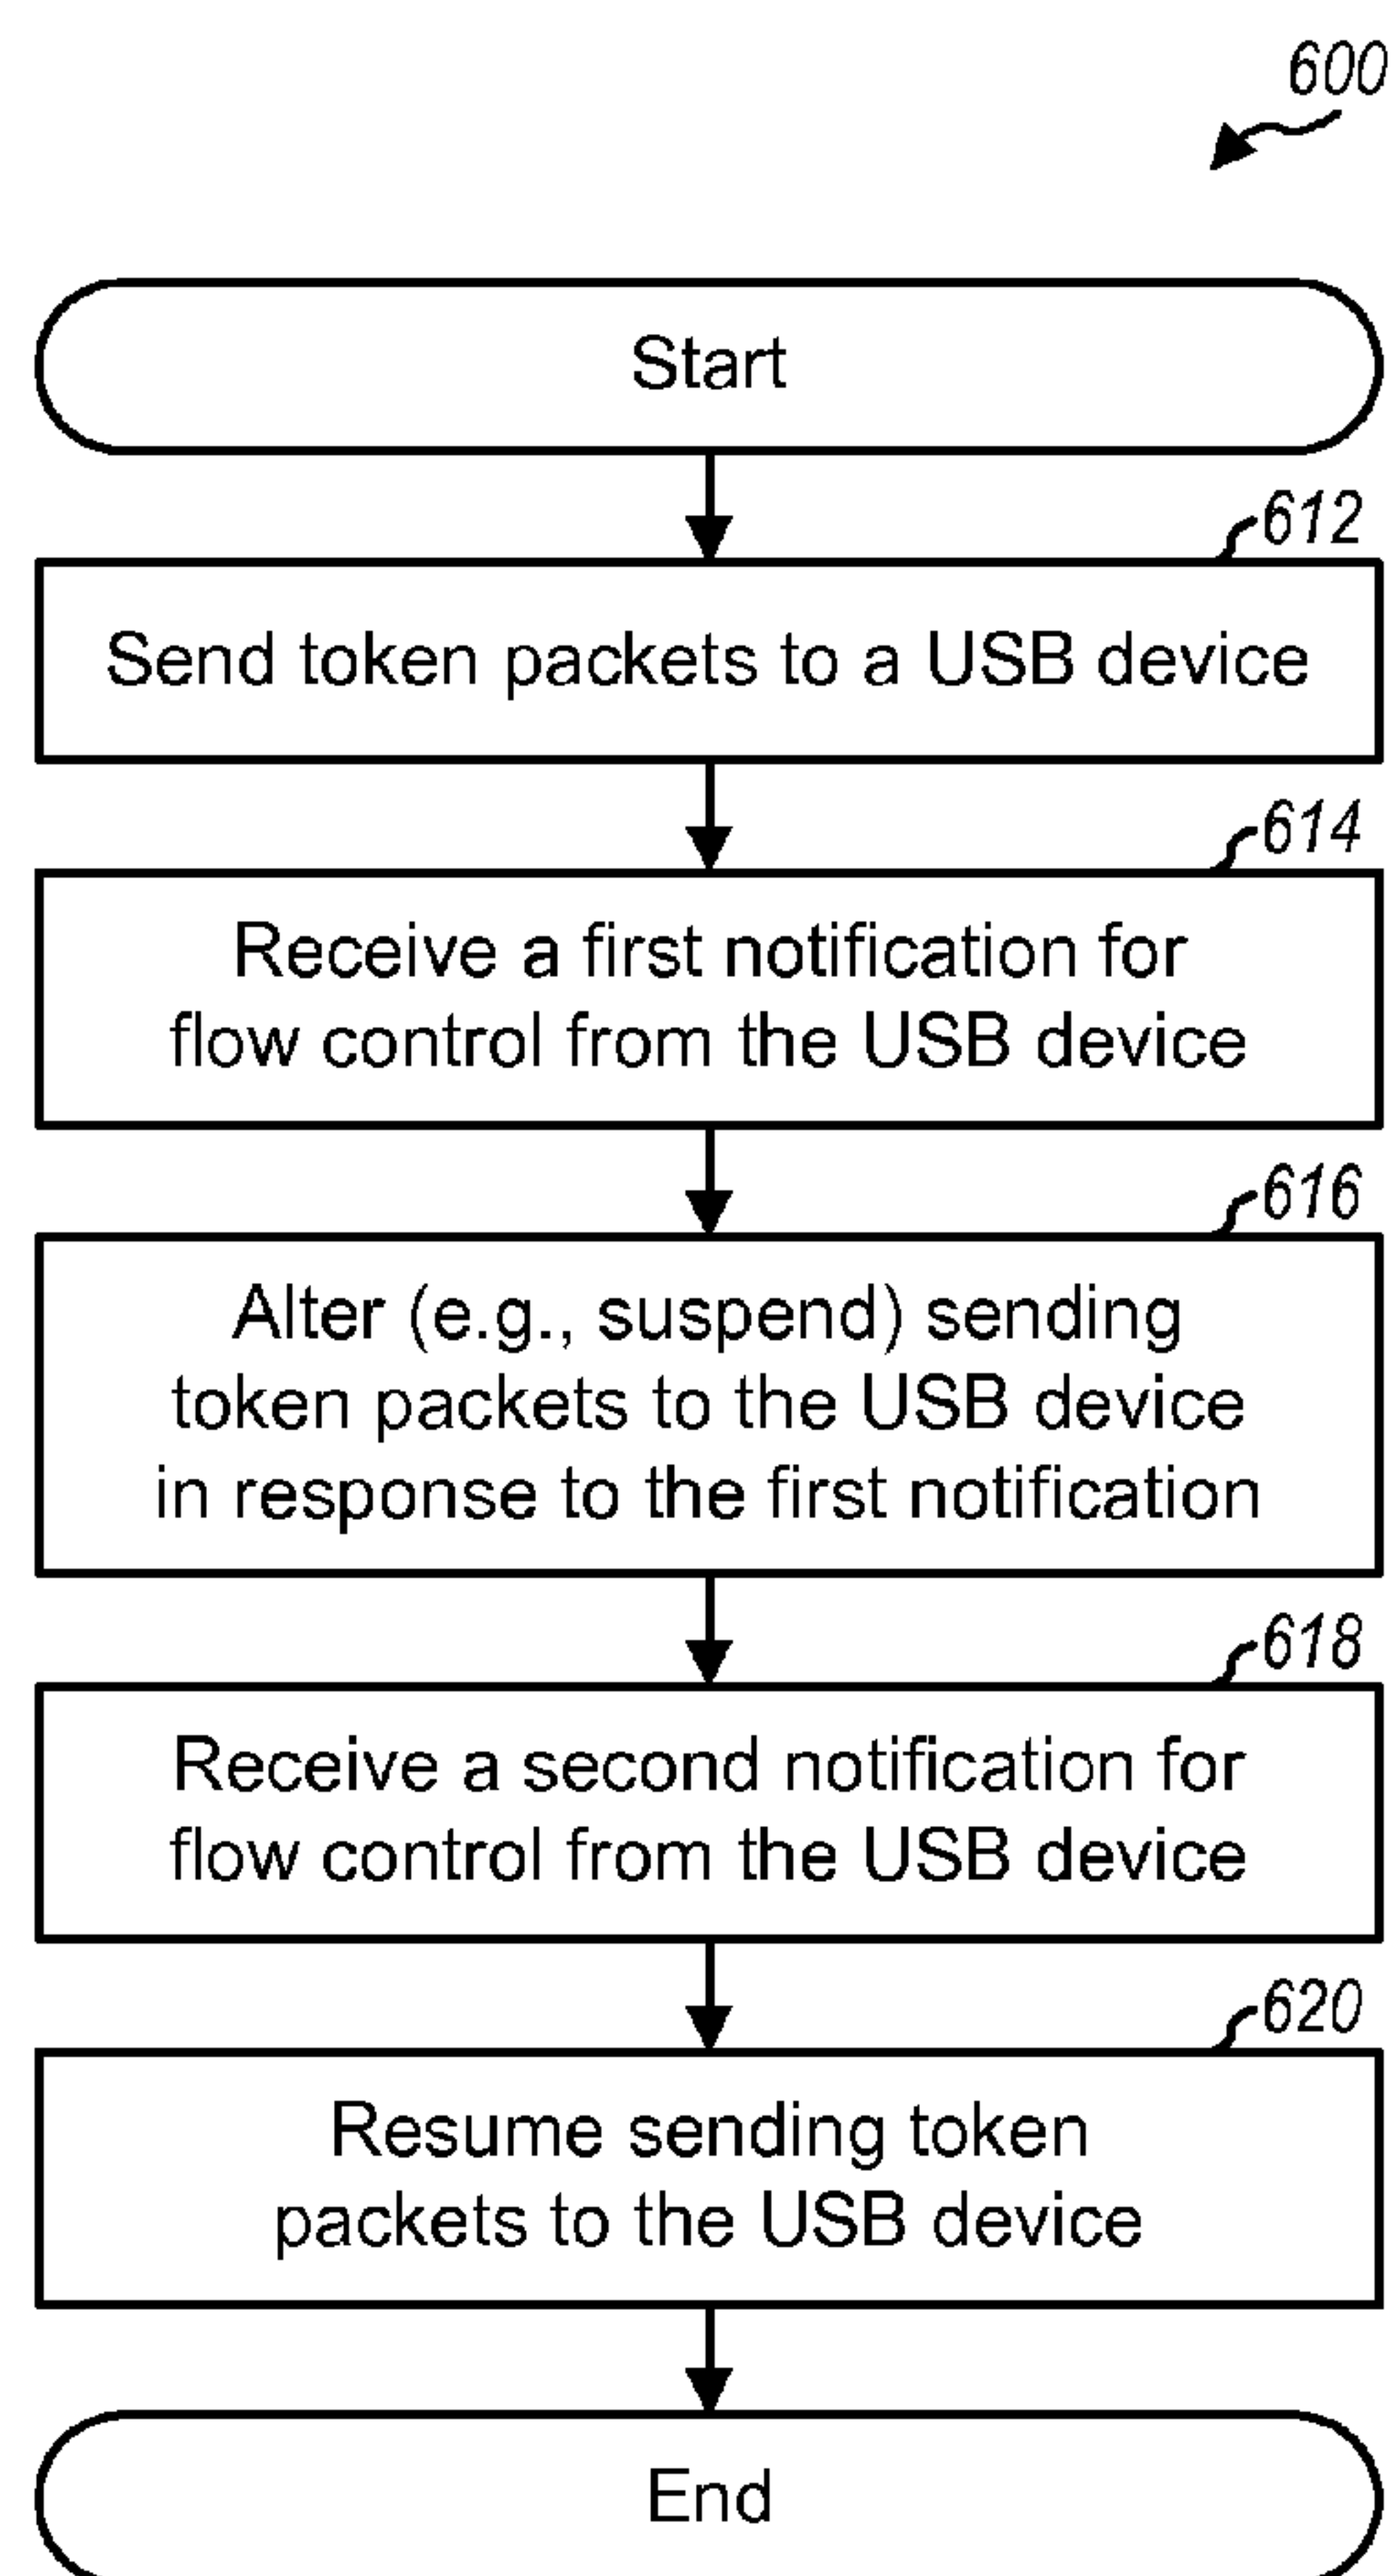 600
Start
612
Send token packets to a USB device
614
Receive a first notification for
flow control from the USB device
616
Alter (e.g., suspend) sending
token packets to the USB device
in response to the first notification
618
Receive a second notification for
flow control from the USB device
620
Resume sending token
packets to the USB device
End